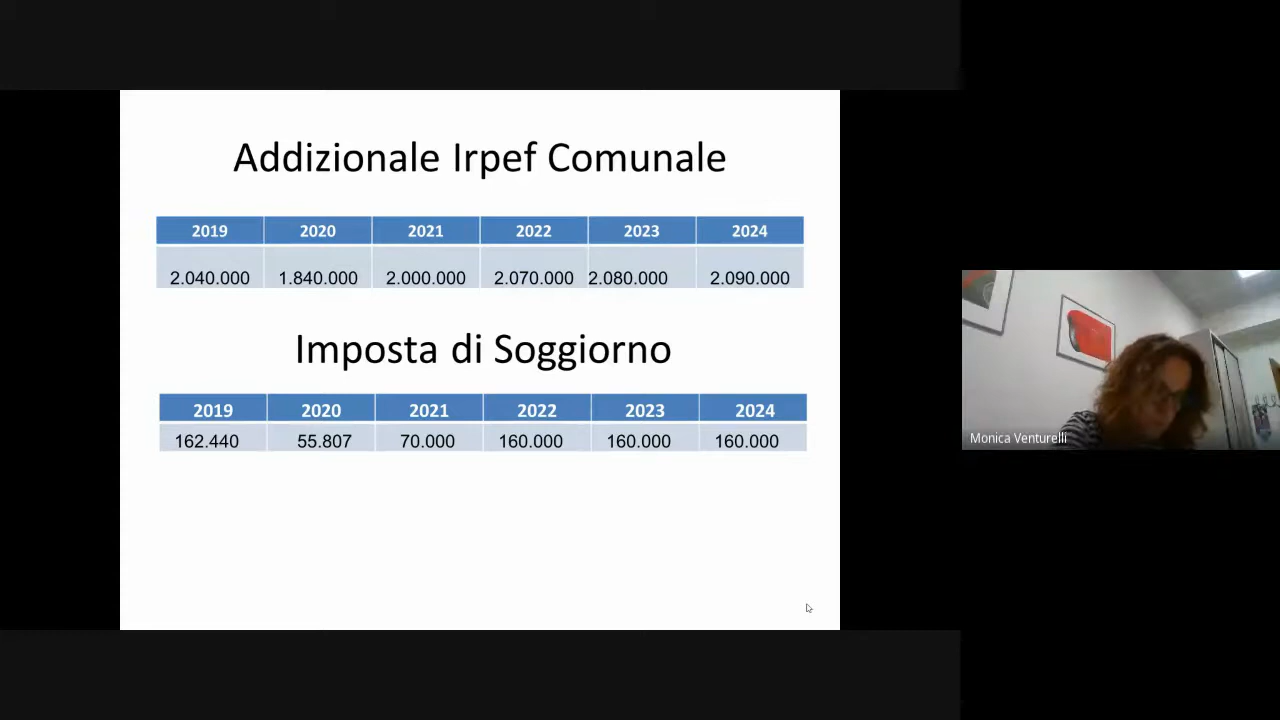 Addizionale Irpef Comunale
2019 2020 2021 2022 2023 2024
2.040.000 1.840.000 2.000.000 2.070.000 2.080.000 2.090.000
Imposta di Soggiorno
2019 2020 2021 2022 2023 2024
162.440 55.807 70.000 160.000 160.000 160.000
Monica Venturelli